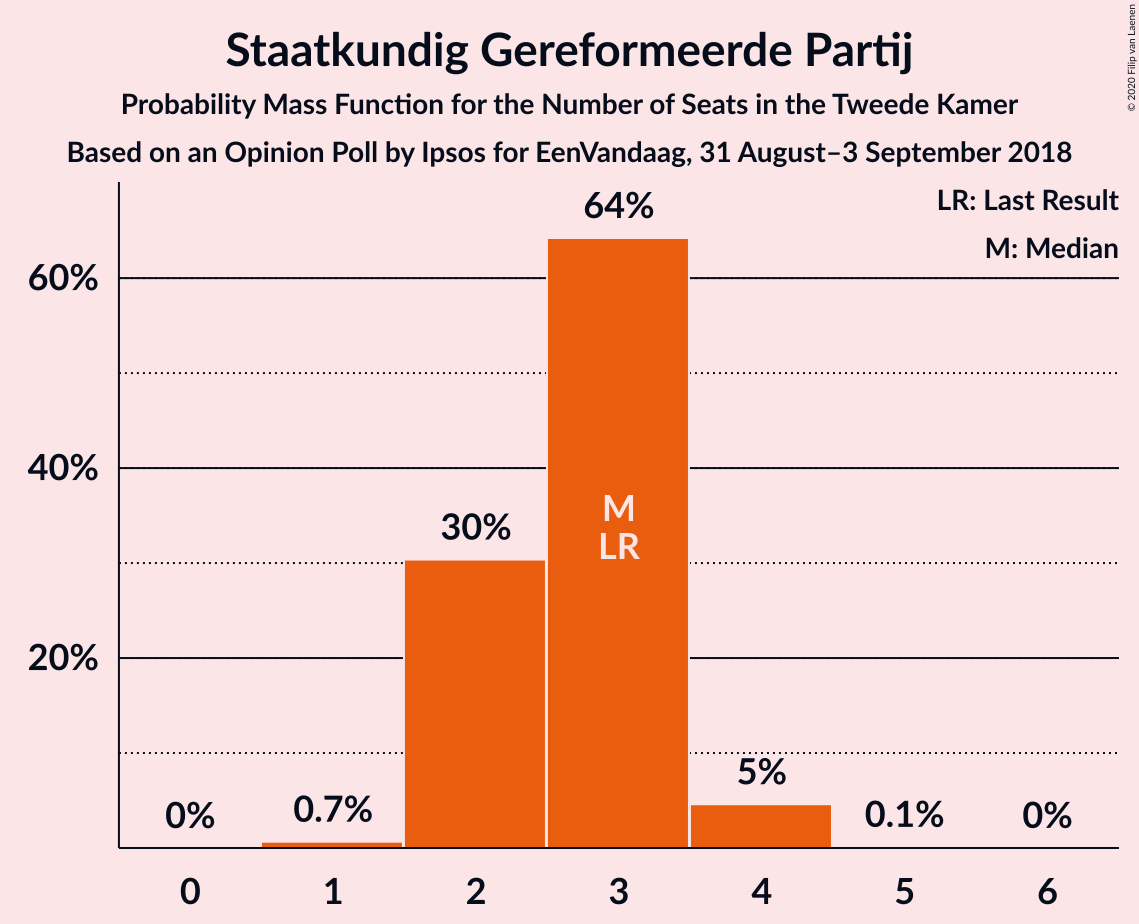 Staatkundig Gereformeerde Partij
Probability Mass Function for the Number of Seats in the Tweede Kamer
Based on an Opinion Poll by Ipsos for EenVandaag, 31 August–3 September 2018
© 2020 Filip van Laenen
LR: Last Result
M: Median
64%
60%
40%
20%
30%
M
LR
0%
0.7%
5%
0.1%
0%
0 1 2 3 4 5 6